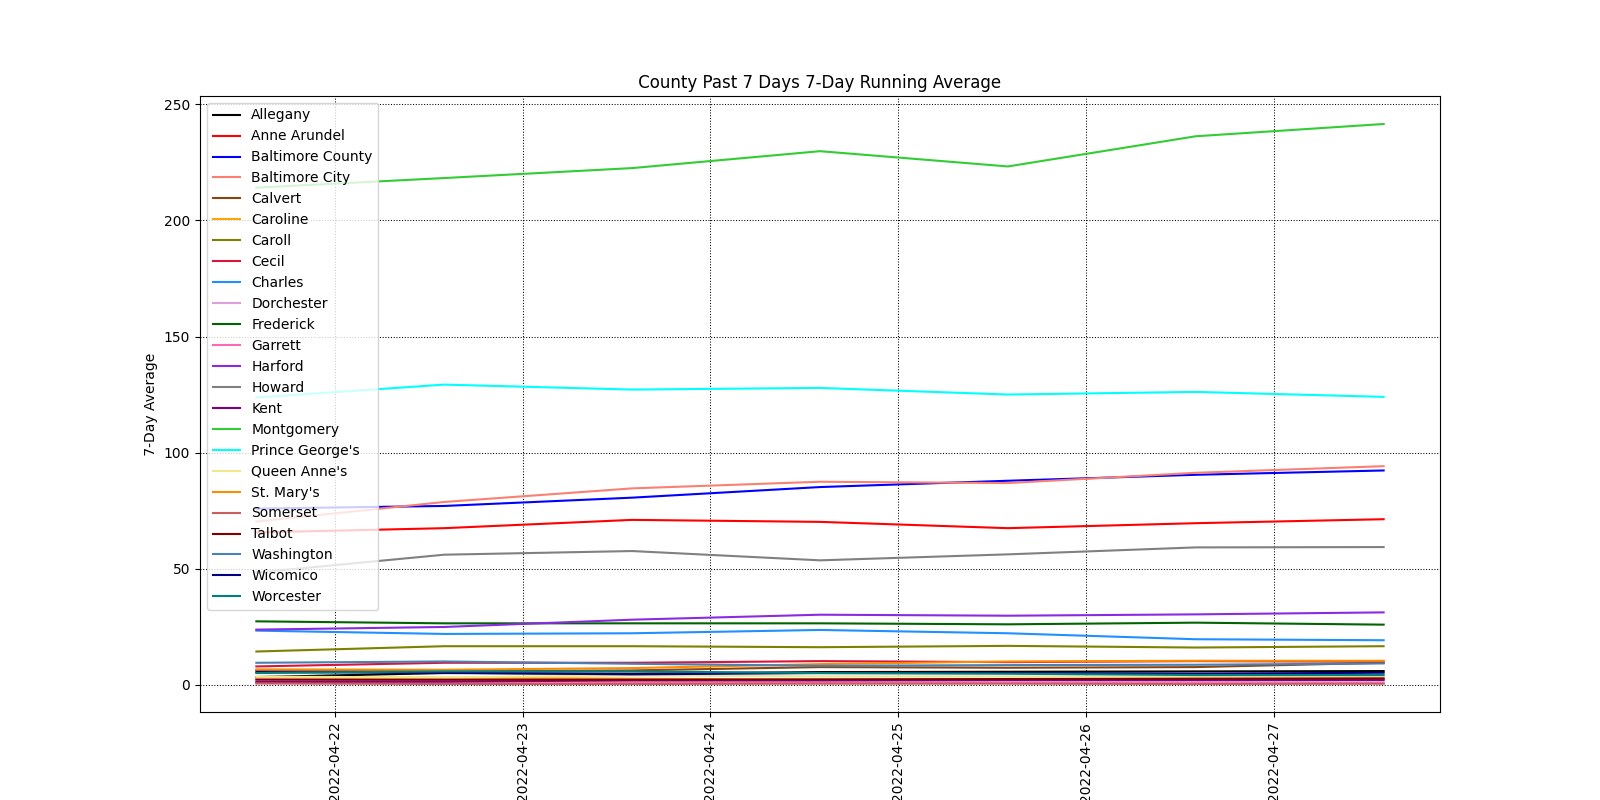 County Past 7 Days 7-Day Running Average
250
200
150
100
50
0
7-Day Average
Allegany
Anne Arundel
Baltimore County
Baltimore City
Calvert
Caroline
Caroll
Cecil
Charles
Dorchester
Frederick
Garrett
Harford
Howard
Kent
Montgomery
Prince George's
Queen Anne's
St. Mary's
Somerset
Talbot
Washington
Wicomico
Worcester
2022-04-22
2022-04-23
2022-04-24
2022-04-25
2022-04-26
2022-04-27